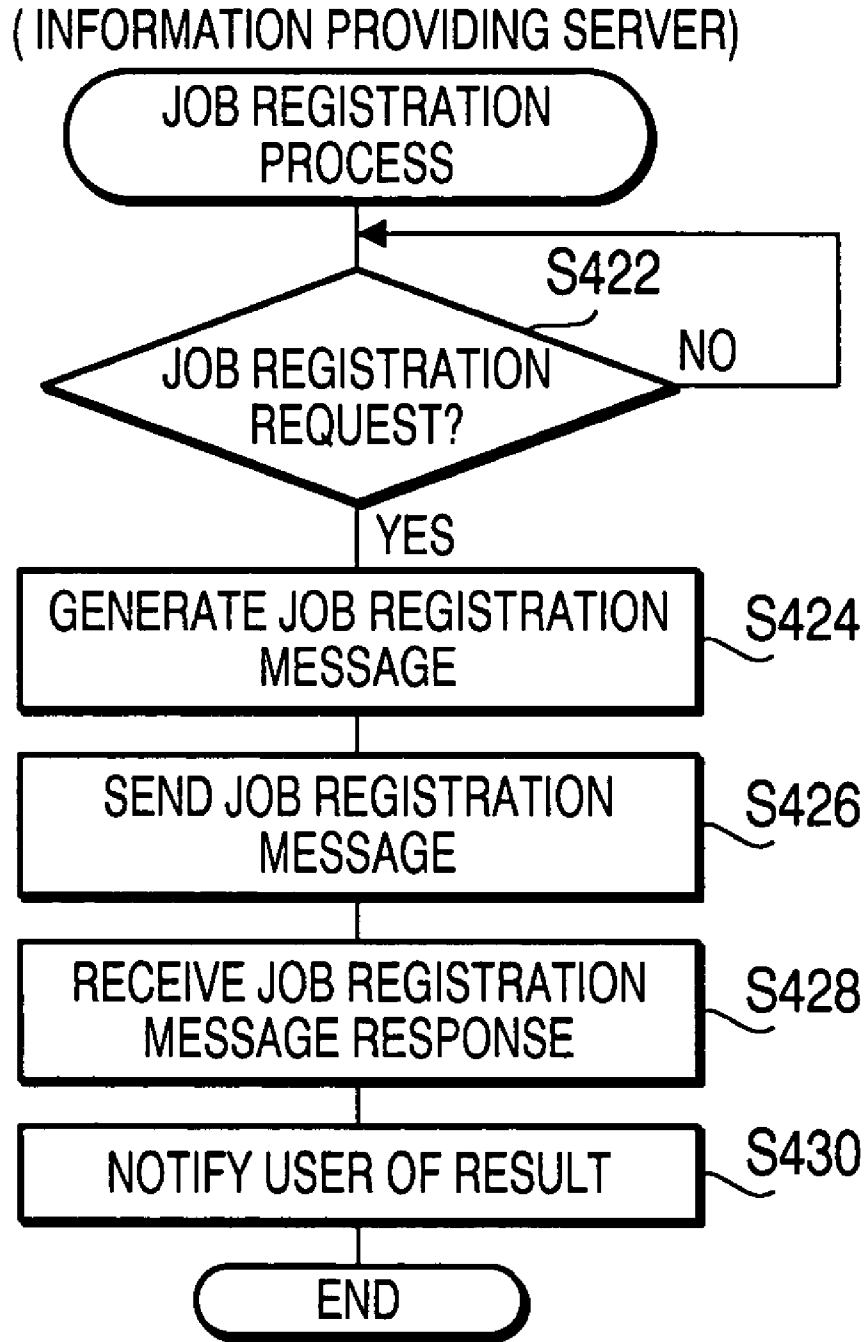 ( INFORMATION PROVIDING SERVER)
JOB REGISTRATION
PROCESS
S422
JOB REGISTRATION
REQUEST?
NO
YES
GENERATE JOB REGISTRATION
MESSAGE
S424
SEND JOB REGISTRATION
MESSAGE
S426
RECEIVE JOB REGISTRATION
MESSAGE RESPONSE
S428
NOTIFY USER OF RESULT
S430
END